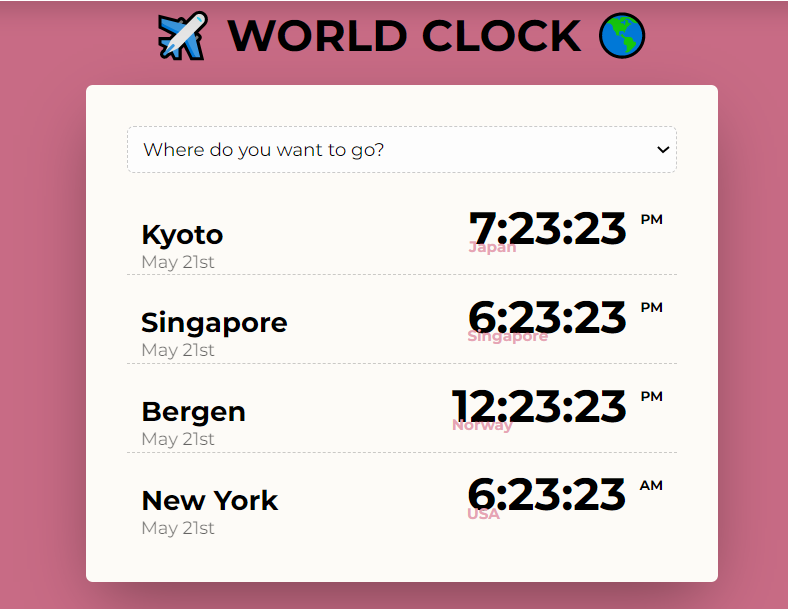 WORLD CLOCK
Where do you want to go?
Kyoto
7:23:23 PM
Japan
May 21st
Singapore
6:23:23 PM
Singapore
May 21st
Bergen
12:23:23 PM
Norway
May 21st
New York
6:23:23 AM
USA
May 21st